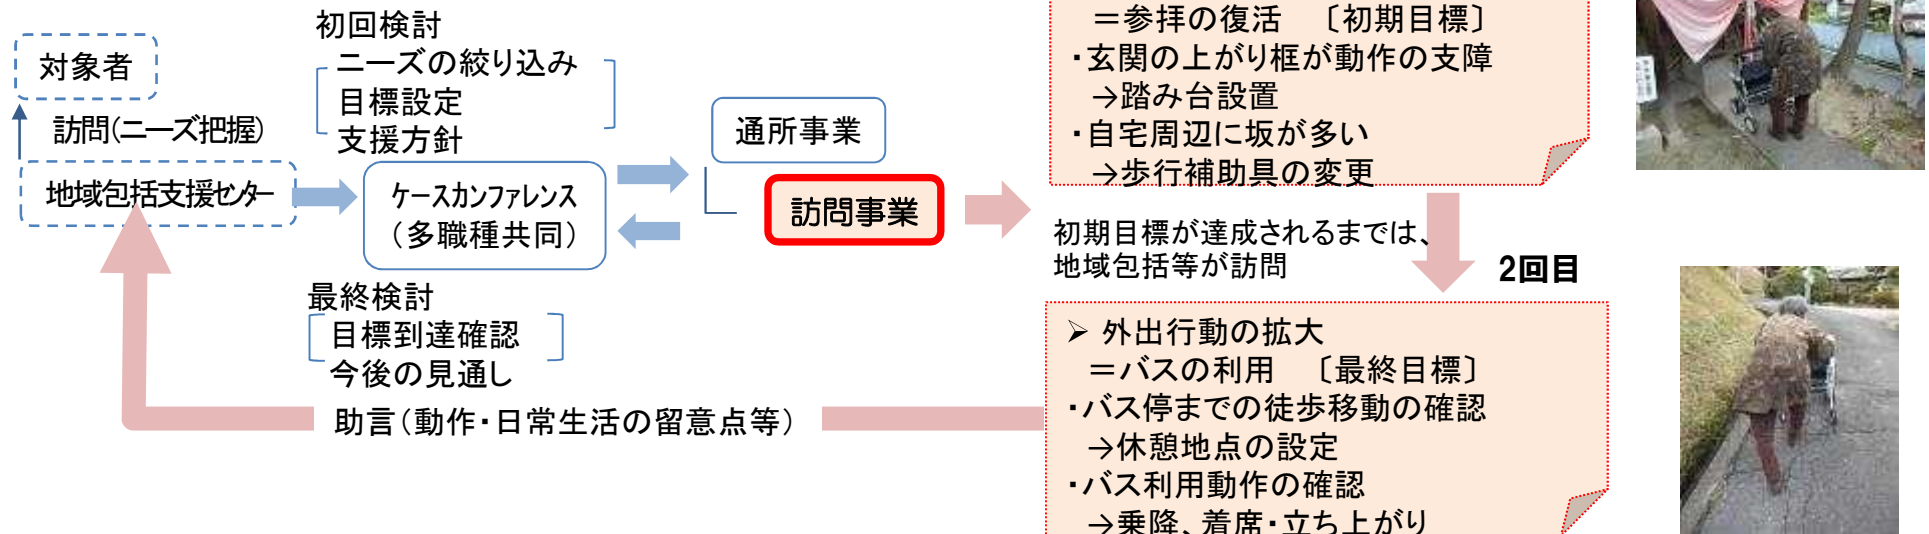 対象者
訪問(ニーズ把握)
地域包括支援センター
初回検討
ニーズの絞り込み
目標設定
支援方針
ケースカンファレンス
(多職種共同)
最終検討
目標到達確認
今後の見通し
助言(動作・日常生活の留意点等)
通所事業
訪問事業
=参拝の復活 〔初期目標〕
・玄関の上がり框が動作の支障
→踏み台設置
・自宅周辺に坂が多い
→歩行補助具の変更
初期目標が達成されるまでは、
地域包括等が訪問
2回目
➢ 外出行動の拡大
=バスの利用 〔最終目標〕
・バス停までの徒歩移動の確認
→休憩地点の設定
・バス利用動作の確認
→乗降、着席・立ち上がり